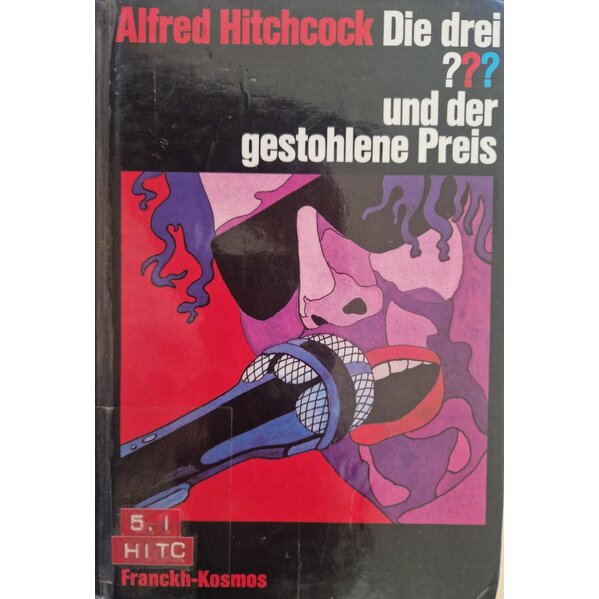 Alfred Hitchcock Die drei
???
und der
gestohlene Preis
5.1
HITC
Franckh-Kosmos